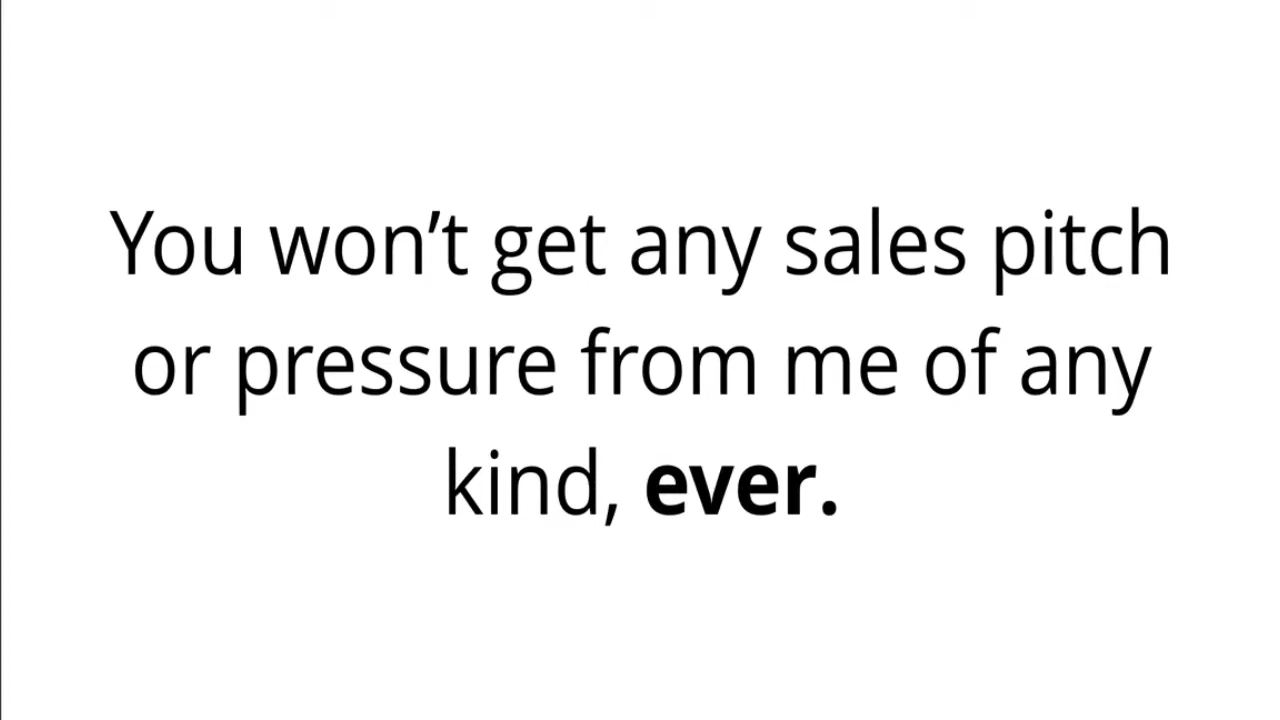 You won’t get any sales pitch
or pressure from me of any
kind, ever.